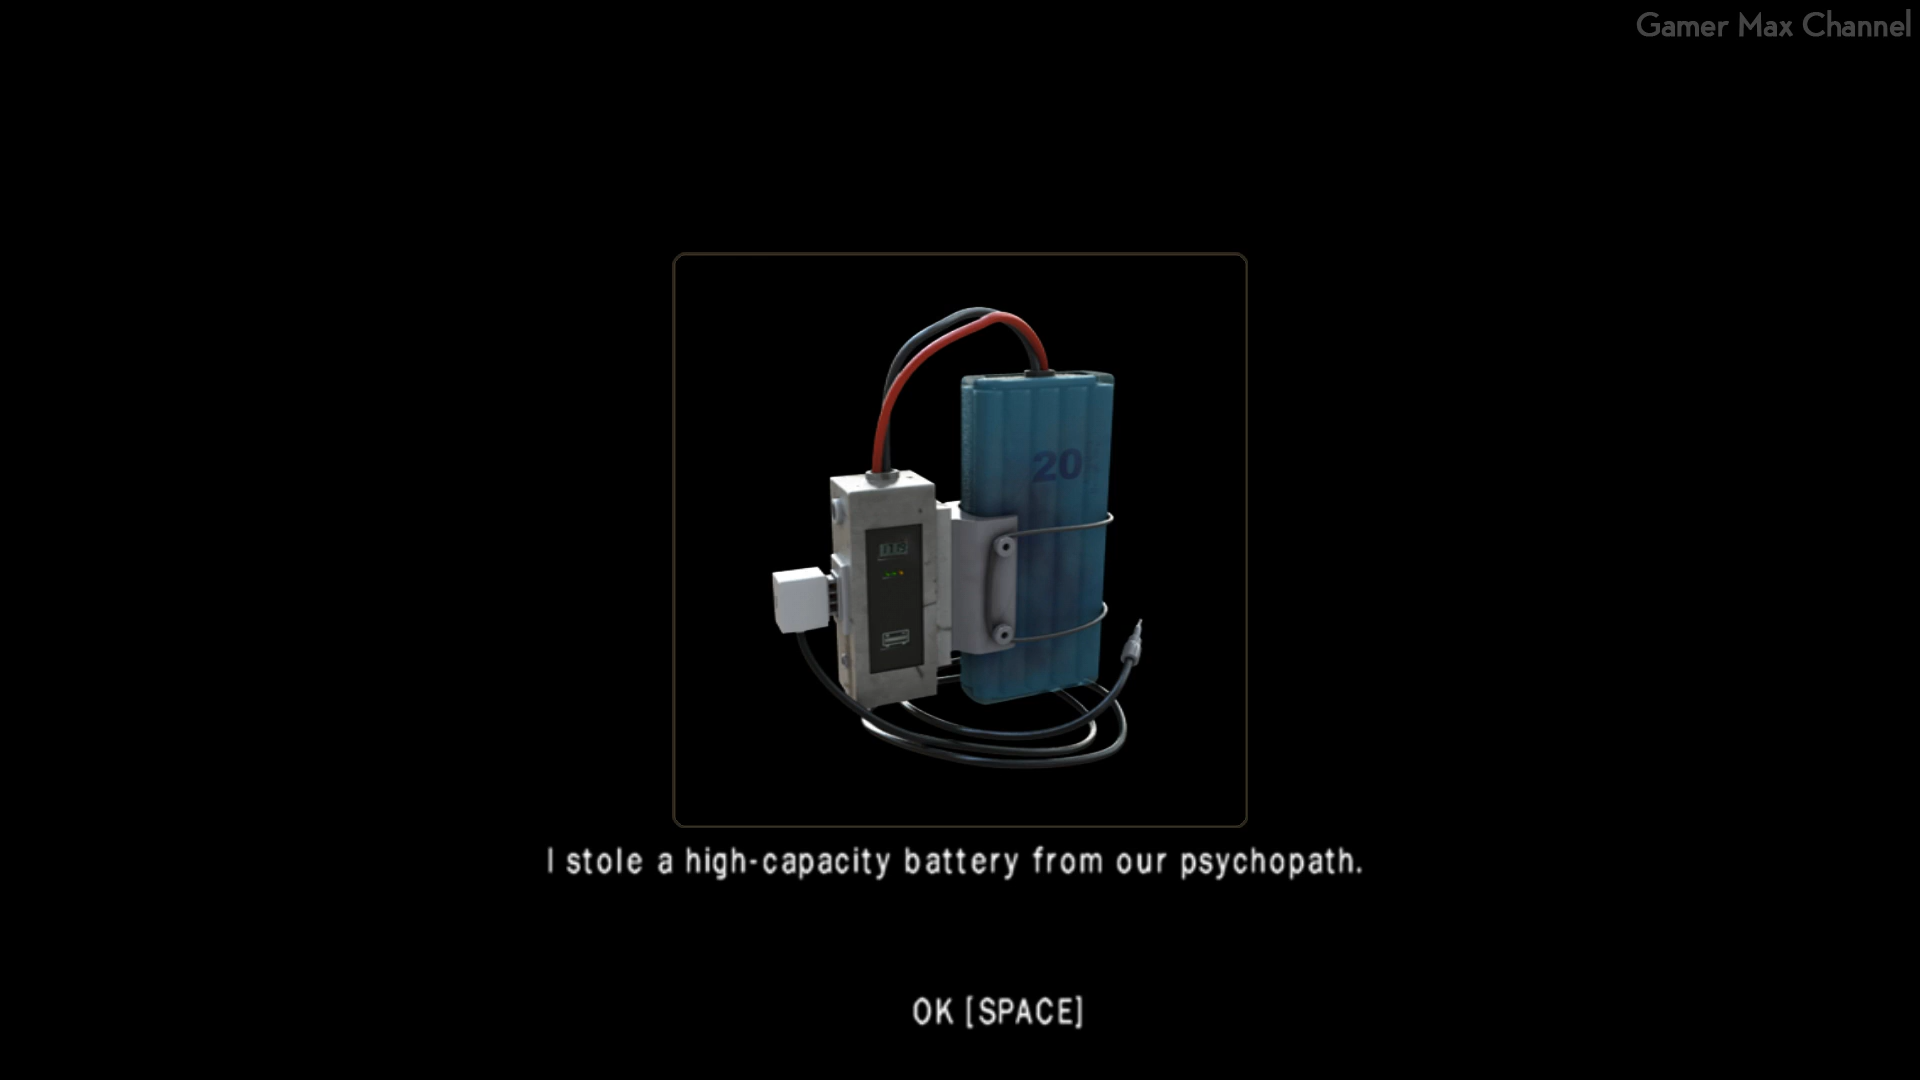 Gamer Max Channel
20
I stole a high-capacity battery from our psychopath.
OK [SPACE]